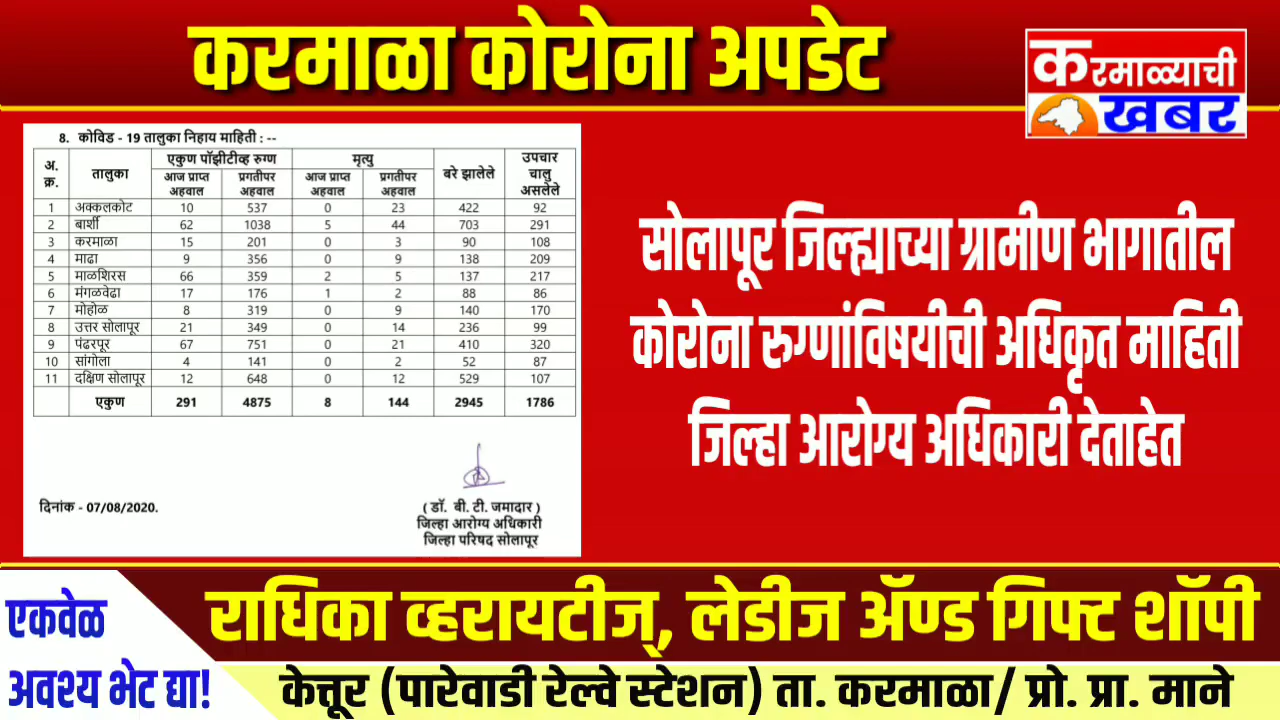 करमाळा कोरोना अपडेट
करमाळ्याची
खबर
8. कोविड - 19 तालुका निहाय माहिती : --
अ. क्र. तालुका एकुण पॉझीटीव्ह रुग्ण मृत्यु बरे झालेले उपचार चालु असलेले
आज प्राप्त अहवाल प्रगतीपर अहवाल आज प्राप्त अहवाल प्रगतीपर अहवाल
1 अक्कलकोट 10 537 0 23 422 92
2 बार्शी 62 1038 5 44 703 291
3 करमाळा 15 201 0 3 90 108
4 माढा 9 356 0 9 138 209
5 माळशिरस 66 359 2 5 137 217
6 मंगळवेढा 17 176 1 2 88 86
7 मोहोळ 8 319 0 9 140 170
8 उत्तर सोलापूर 21 349 0 14 236 99
9 पंढरपूर 67 751 0 21 410 320
10 सांगोला 4 141 0 2 52 87
11 दक्षिण सोलापूर 12 648 0 12 529 107
एकुण 291 4875 8 144 2945 1786
दिनांक - 07/08/2020.
( डॉ. बी. टी. जमादार )
जिल्हा आरोग्य अधिकारी
जिल्हा परिषद सोलापूर
सोलापूर जिल्ह्याच्या ग्रामीण भागातील
कोरोना रुग्णांविषयीची अधिकृत माहिती
जिल्हा आरोग्य अधिकारी देताहेत
एकवेळ
अवश्य भेट द्या!
राधिका व्हरायटीज्, लेडीज ॲण्ड गिफ्ट शॉपी
केत्तूर (पारेवाडी रेल्वे स्टेशन) ता. करमाळा/ प्रो. प्रा. माने